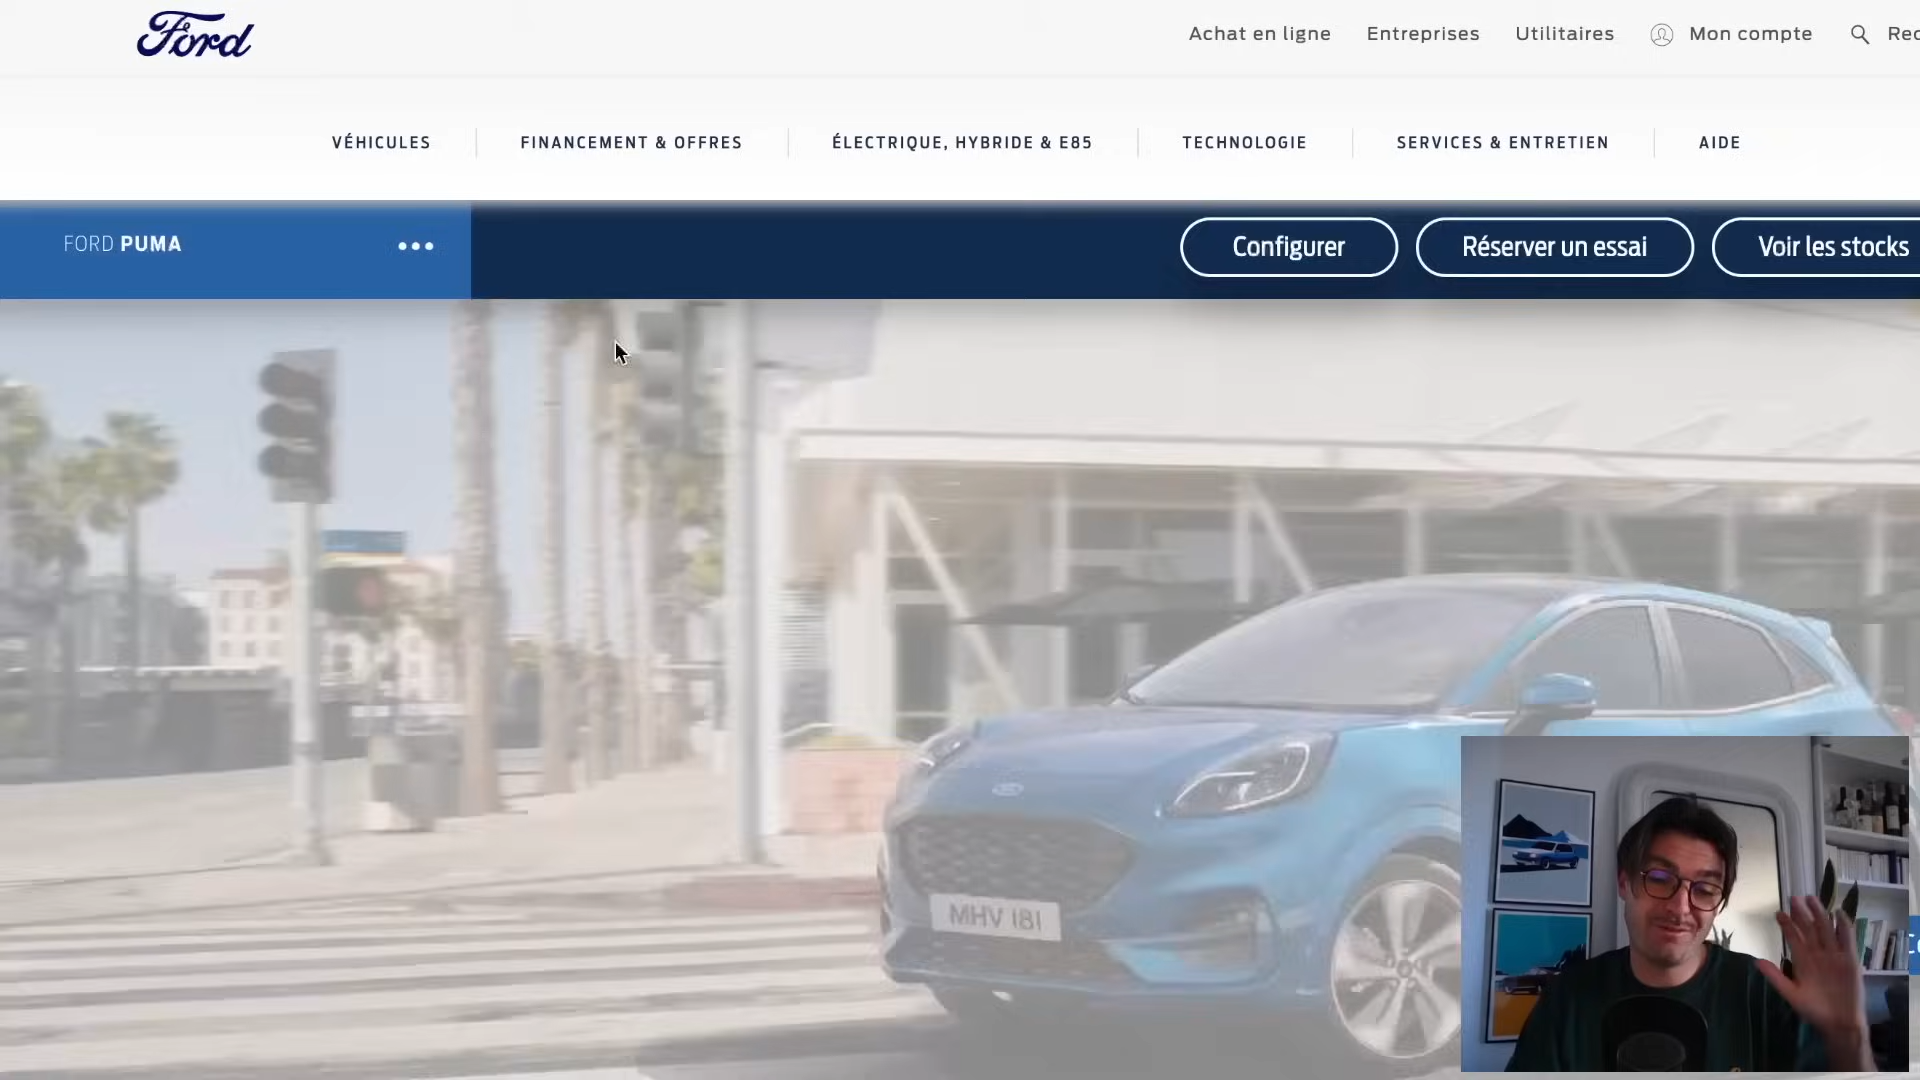 Ford
Achat en ligne
Entreprises
Utilitaires
Mon compte
VÉHICULES
FINANCEMENT & OFFRES
ÉLECTRIQUE, HYBRIDE & E85
TECHNOLOGIE
SERVICES & ENTRETIEN
AIDE
FORD PUMA
Configurer
Réserver un essai
Voir les stocks
MHV 181